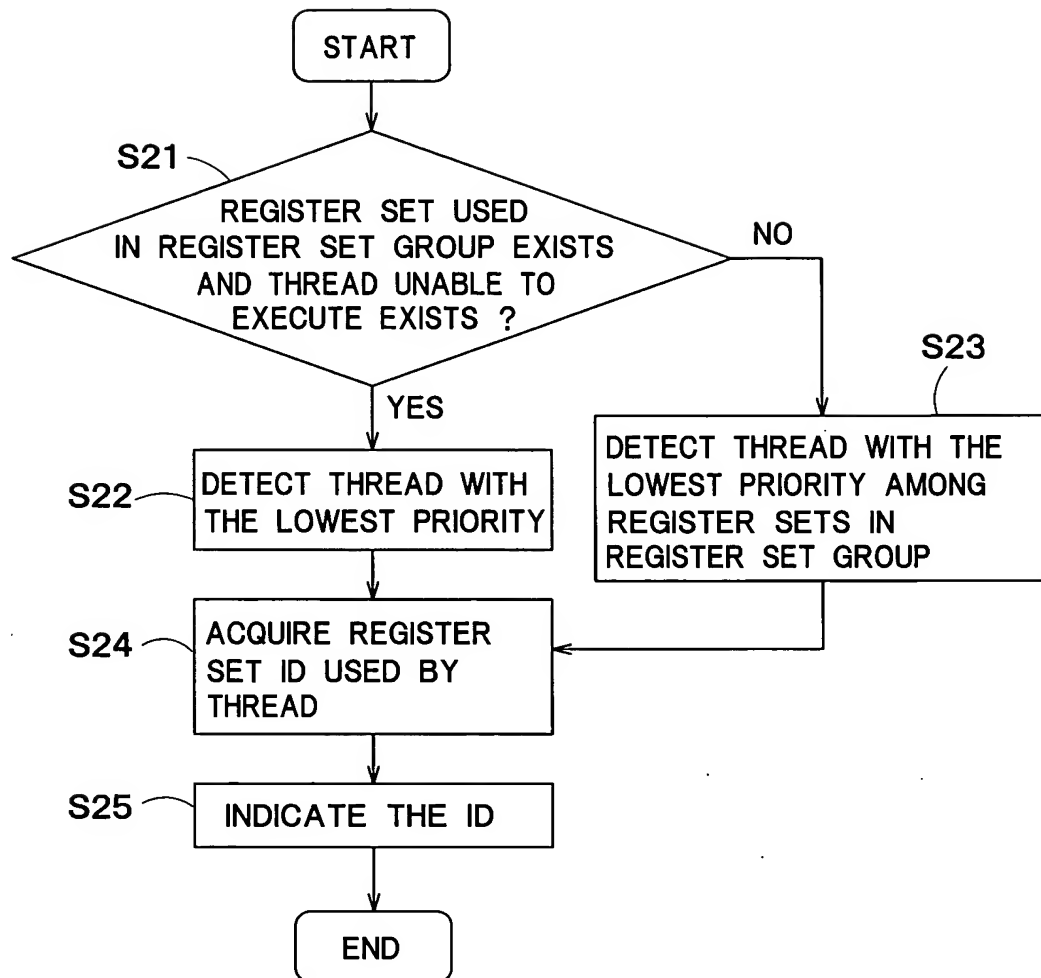 START
S21
REGISTER SET USED
IN REGISTER SET GROUP EXISTS
AND THREAD UNABLE TO
EXECUTE EXISTS ?
NO
YES
S23
S22
DETECT THREAD WITH
THE LOWEST PRIORITY
DETECT THREAD WITH THE
LOWEST PRIORITY AMONG
REGISTER SETS IN
REGISTER SET GROUP
S24
ACQUIRE REGISTER
SET ID USED BY
THREAD
S25
INDICATE THE ID
END